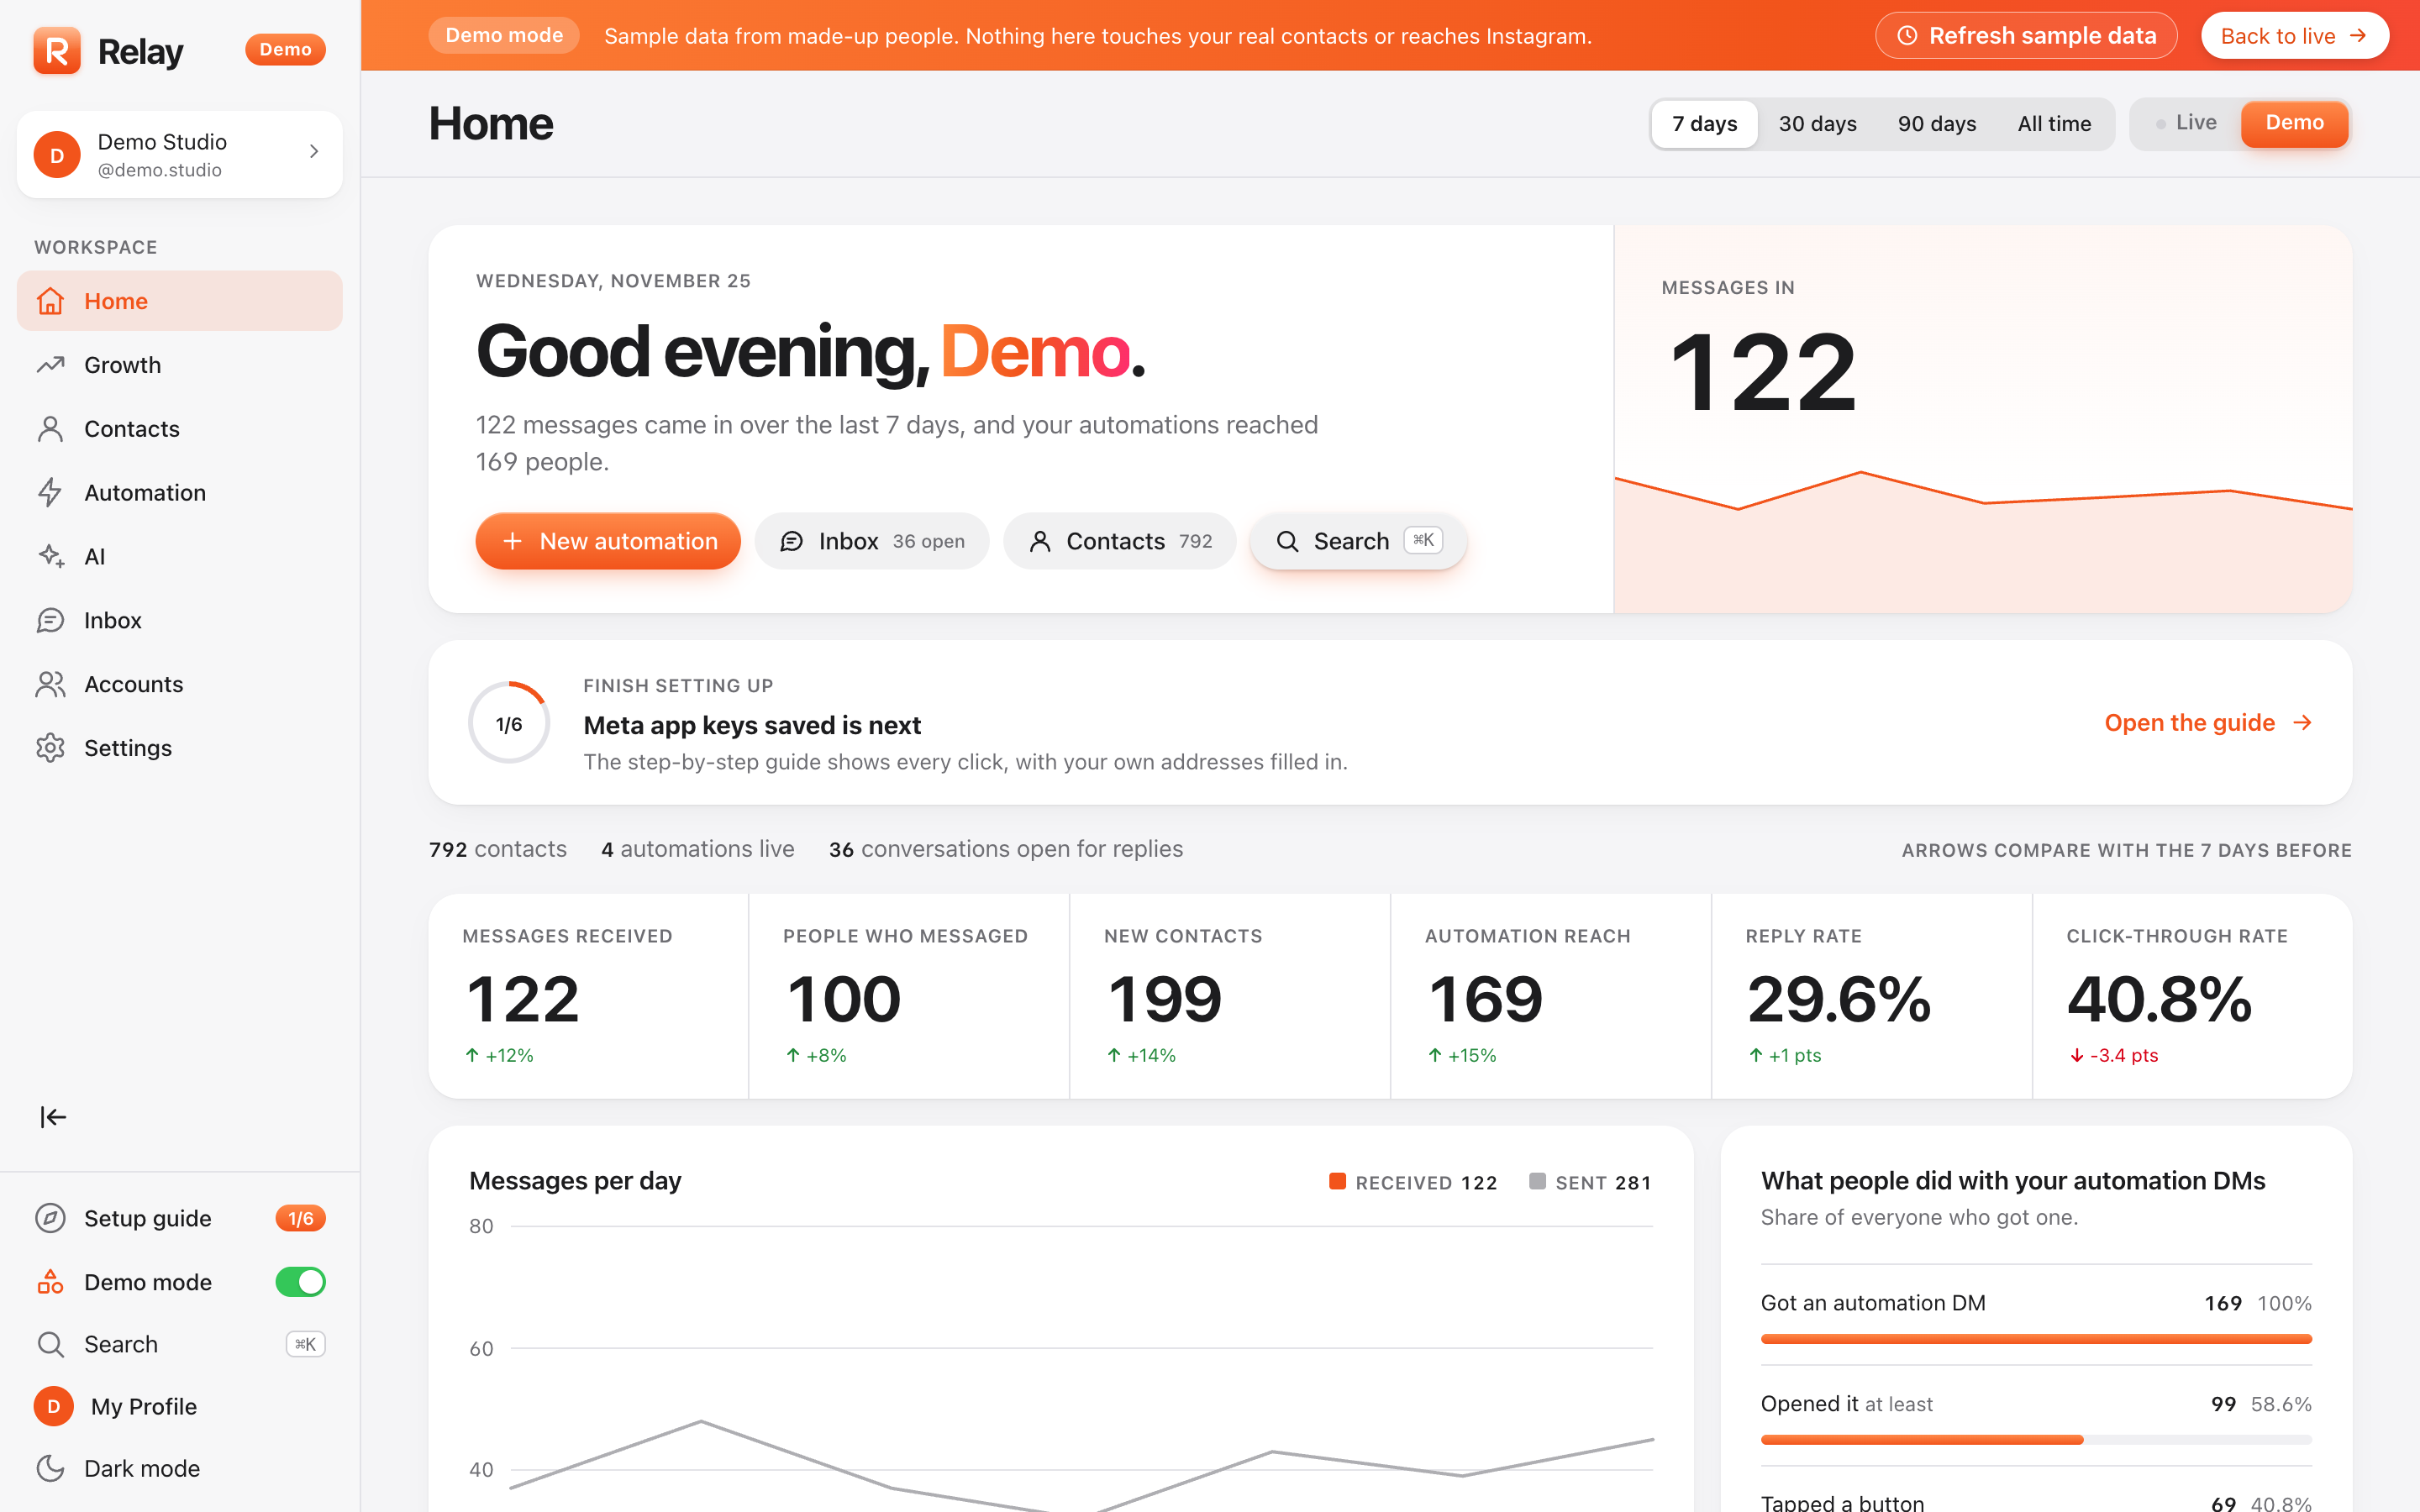 R Relay Demo
D Demo Studio
@demo.studio
WORKSPACE
Home
Growth
Contacts
Automation
AI
Inbox
Accounts
Settings
Setup guide 1/6
Demo mode
Search ⌘K
D My Profile
Dark mode
Demo mode Sample data from made-up people. Nothing here touches your real contacts or reaches Instagram. Refresh sample data Back to live →
Home
7 days 30 days 90 days All time Live Demo
WEDNESDAY, NOVEMBER 25
Good evening, Demo.
122 messages came in over the last 7 days, and your automations reached
169 people.
+ New automation Inbox 36 open Contacts 792 Search ⌘K
MESSAGES IN
122
1/6
FINISH SETTING UP
Meta app keys saved is next
The step-by-step guide shows every click, with your own addresses filled in.
Open the guide →
792 contacts 4 automations live 36 conversations open for replies
ARROWS COMPARE WITH THE 7 DAYS BEFORE
MESSAGES RECEIVED
122
↑ +12%
PEOPLE WHO MESSAGED
100
↑ +8%
NEW CONTACTS
199
↑ +14%
AUTOMATION REACH
169
↑ +15%
REPLY RATE
29.6%
↑ +1 pts
CLICK-THROUGH RATE
40.8%
↓ -3.4 pts
Messages per day
RECEIVED 122 SENT 281
80
60
40
What people did with your automation DMs
Share of everyone who got one.
Got an automation DM 169 100%
Opened it at least 99 58.6%
Tapped a button 69 40.8%